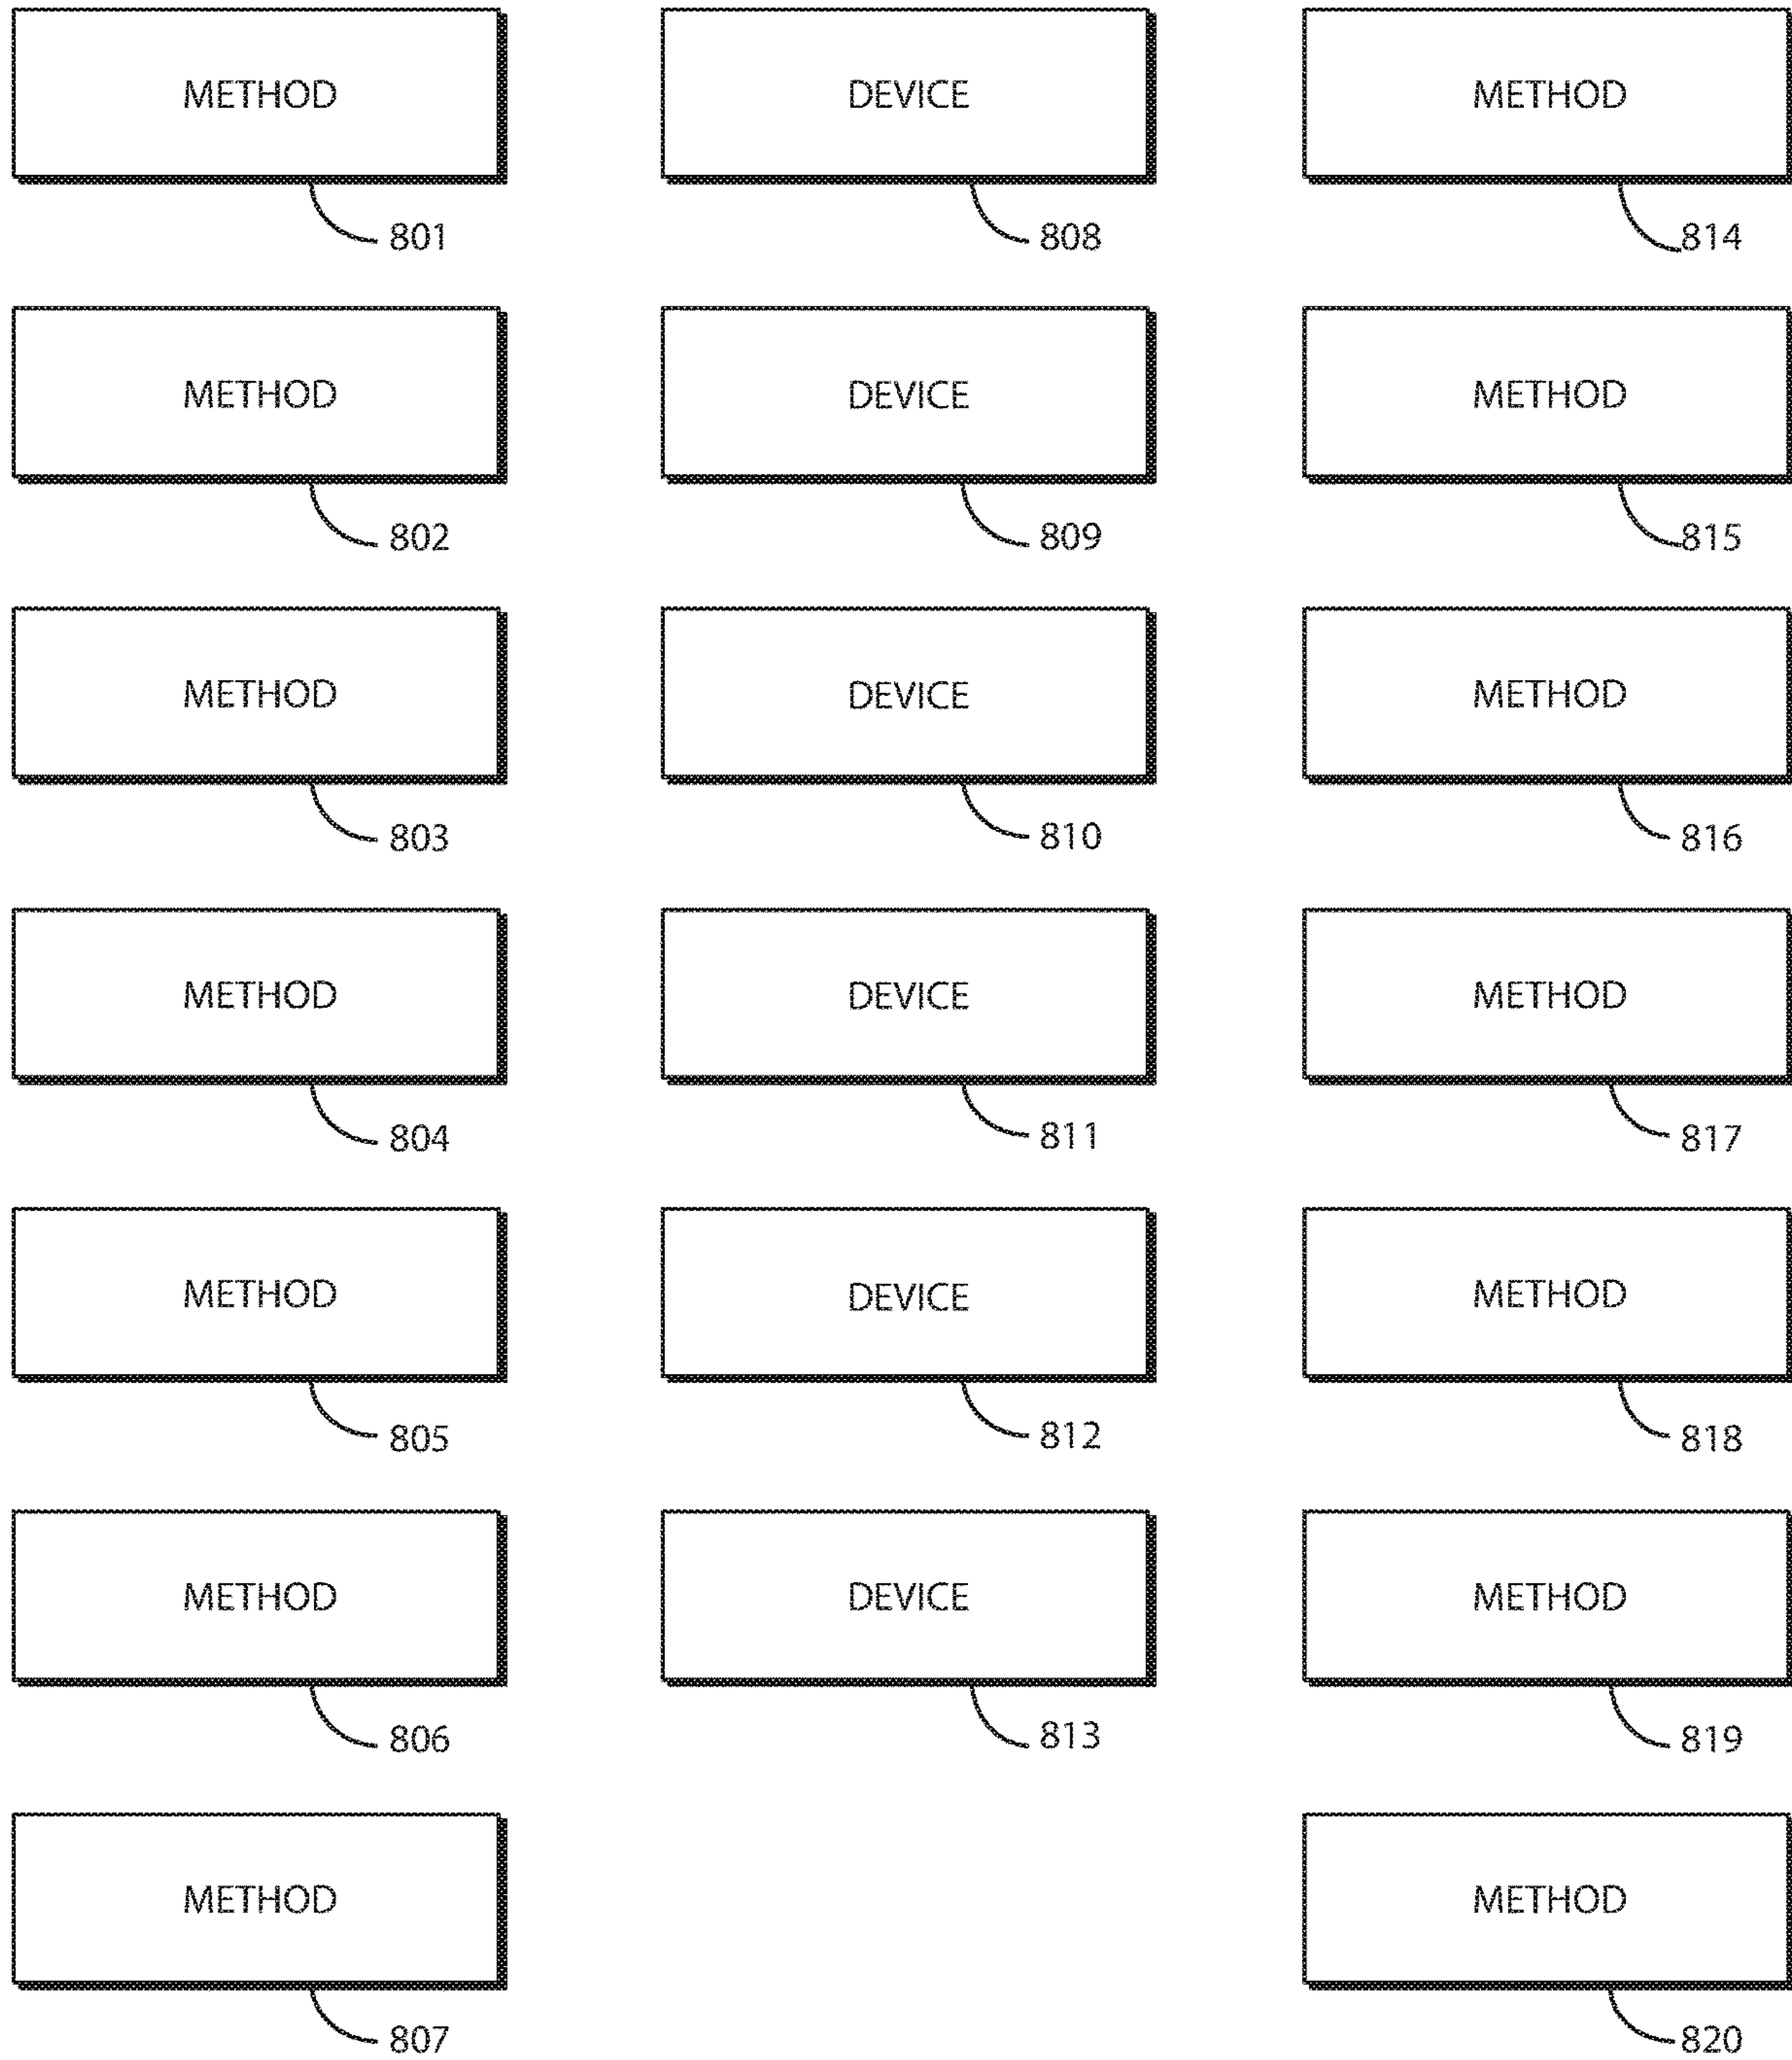 METHOD
DEVICE
METHOD
801
808
814
METHOD
DEVICE
METHOD
802
809
815
METHOD
DEVICE
METHOD
803
810
816
METHOD
DEVICE
METHOD
804
811
817
METHOD
DEVICE
METHOD
805
812
818
METHOD
DEVICE
METHOD
806
813
819
METHOD
METHOD
807
820